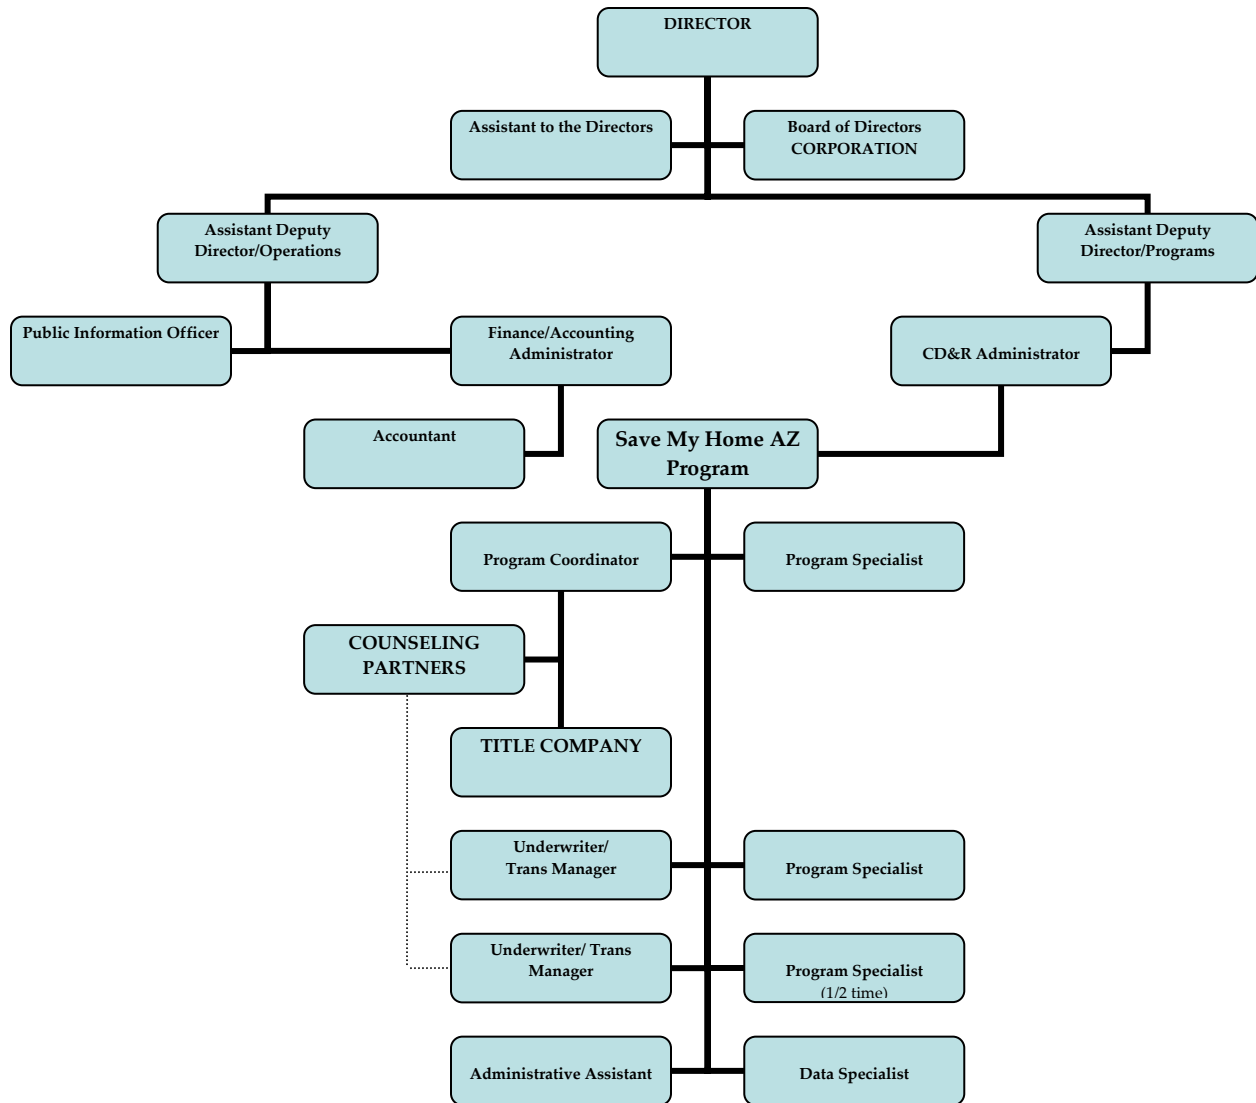 DIRECTOR
Assistant to the Directors
Board of Directors
CORPORATION
Assistant Deputy
Director/Operations
Assistant Deputy
Director/Programs
Public Information Officer
Finance/Accounting
Administrator
CD&R Administrator
Accountant
Save My Home AZ
Program
Program Coordinator
Program Specialist
COUNSELING
PARTNERS
TITLE COMPANY
Underwriter/
Trans Manager
Program Specialist
Underwriter/ Trans
Manager
Program Specialist
(1/2 time)
Administrative Assistant
Data Specialist